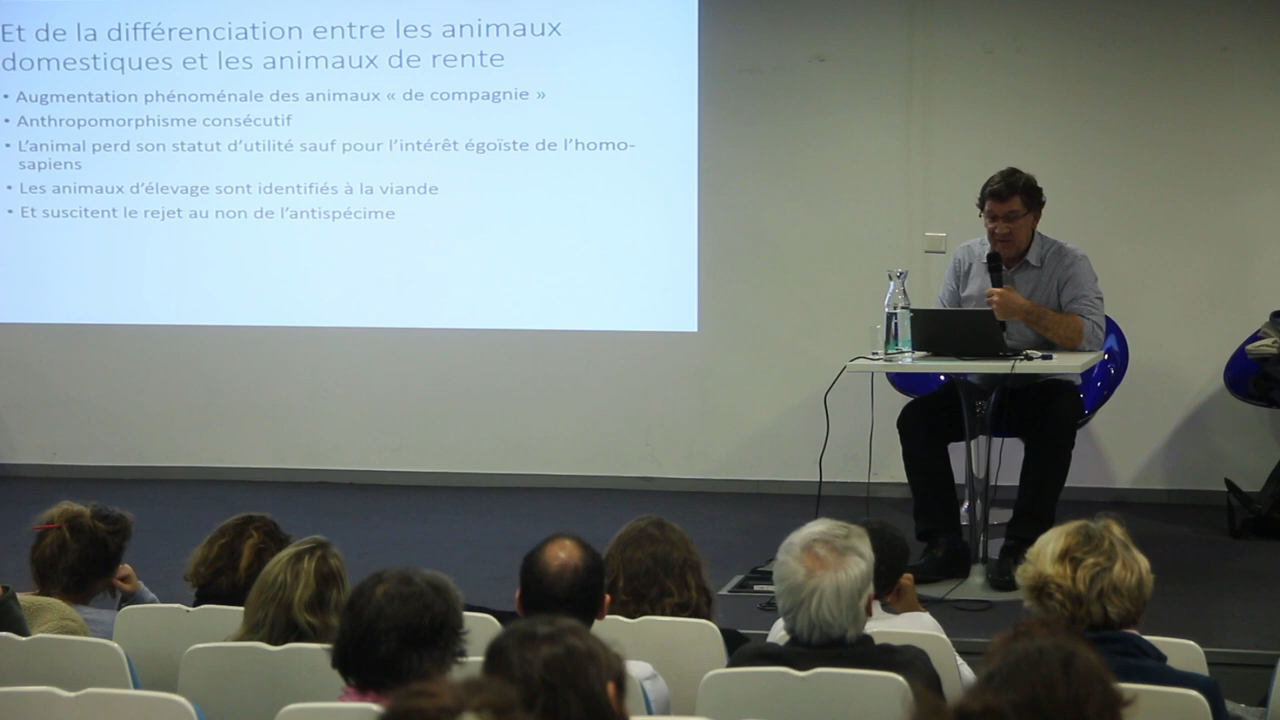 Et de la différenciation entre les animaux
domestiques et les animaux de rente
• Augmentation phénoménale des animaux « de compagnie »
• Anthropomorphisme consécutif
• L’animal perd son statut d’utilité sauf pour l’intérêt égoïste de l’homo-
sapiens
• Les animaux d’élevage sont identifiés à la viande
• Et suscitent le rejet au non de l’antispécime